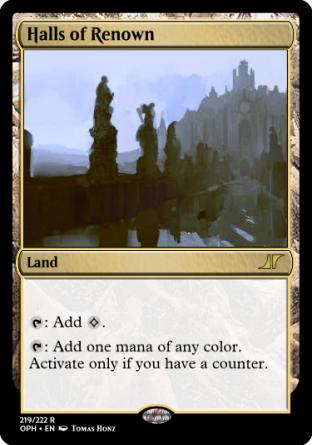 Halls of Renown
Land
: Add .
: Add one mana of any color.
Activate only if you have a counter.
219/222 R
OPH • EN Tomas Honz